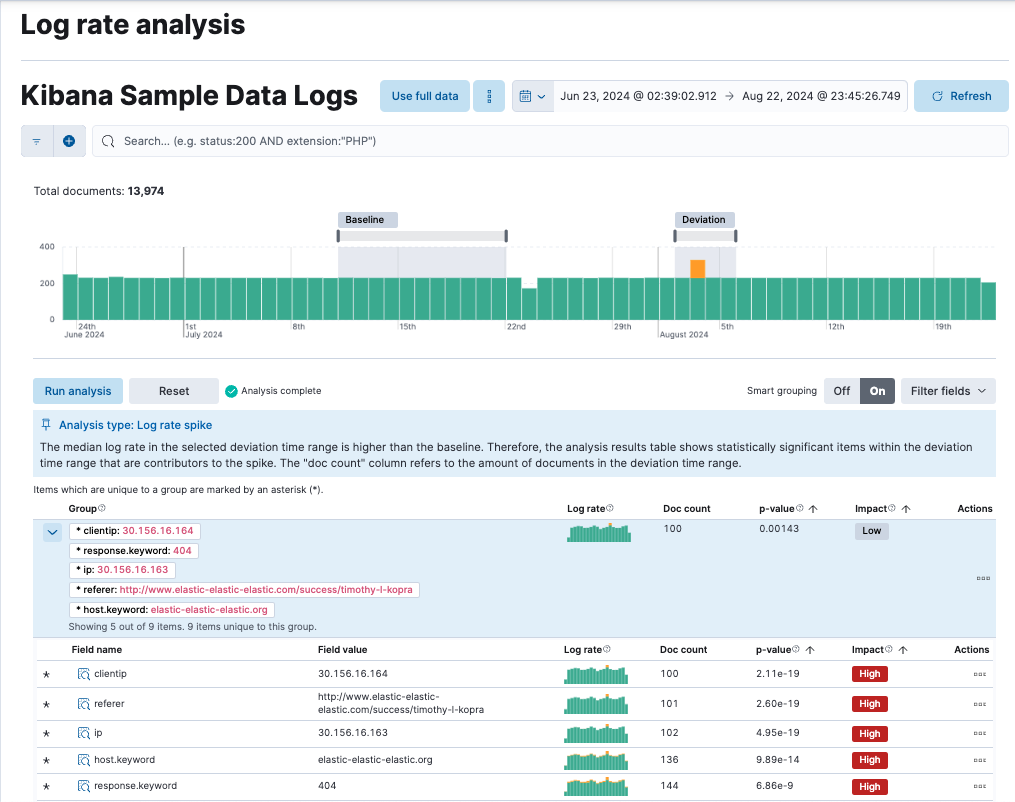 Log rate analysis
Kibana Sample Data Logs
Use full data
Jun 23, 2024 @ 02:39:02.912 → Aug 22, 2024 @ 23:45:26.749
Refresh
Search... (e.g. status:200 AND extension:"PHP")
Total documents: 13,974
Baseline
Deviation
400
200
0
24th
June 2024
1st
July 2024
8th
15th
22nd
29th
August 2024
5th
12th
19th
Run analysis
Reset
Analysis complete
Smart grouping
Off
On
Filter fields
Analysis type: Log rate spike
The median log rate in the selected deviation time range is higher than the baseline. Therefore, the analysis results table shows statistically significant items within the deviation
time range that are contributors to the spike. The "doc count" column refers to the amount of documents in the deviation time range.
Items which are unique to a group are marked by an asterisk (*).
Group Log rate Doc count p-value Impact Actions
* clientip: 30.156.16.164 100 0.00143 Low
* response.keyword: 404
* ip: 30.156.16.163
* referer: http://www.elastic-elastic-elastic.com/success/timothy-l-kopra
* host.keyword: elastic-elastic-elastic.org
Showing 5 out of 9 items. 9 items unique to this group.
Field name Field value Log rate Doc count p-value Impact Actions
* clientip 30.156.16.164 100 2.11e-19 High
* referer http://www.elastic-elastic-
elastic.com/success/timothy-l-kopra 101 2.60e-19 High
* ip 30.156.16.163 102 4.95e-19 High
* host.keyword elastic-elastic-elastic.org 136 9.89e-14 High
* response.keyword 404 144 6.86e-9 High